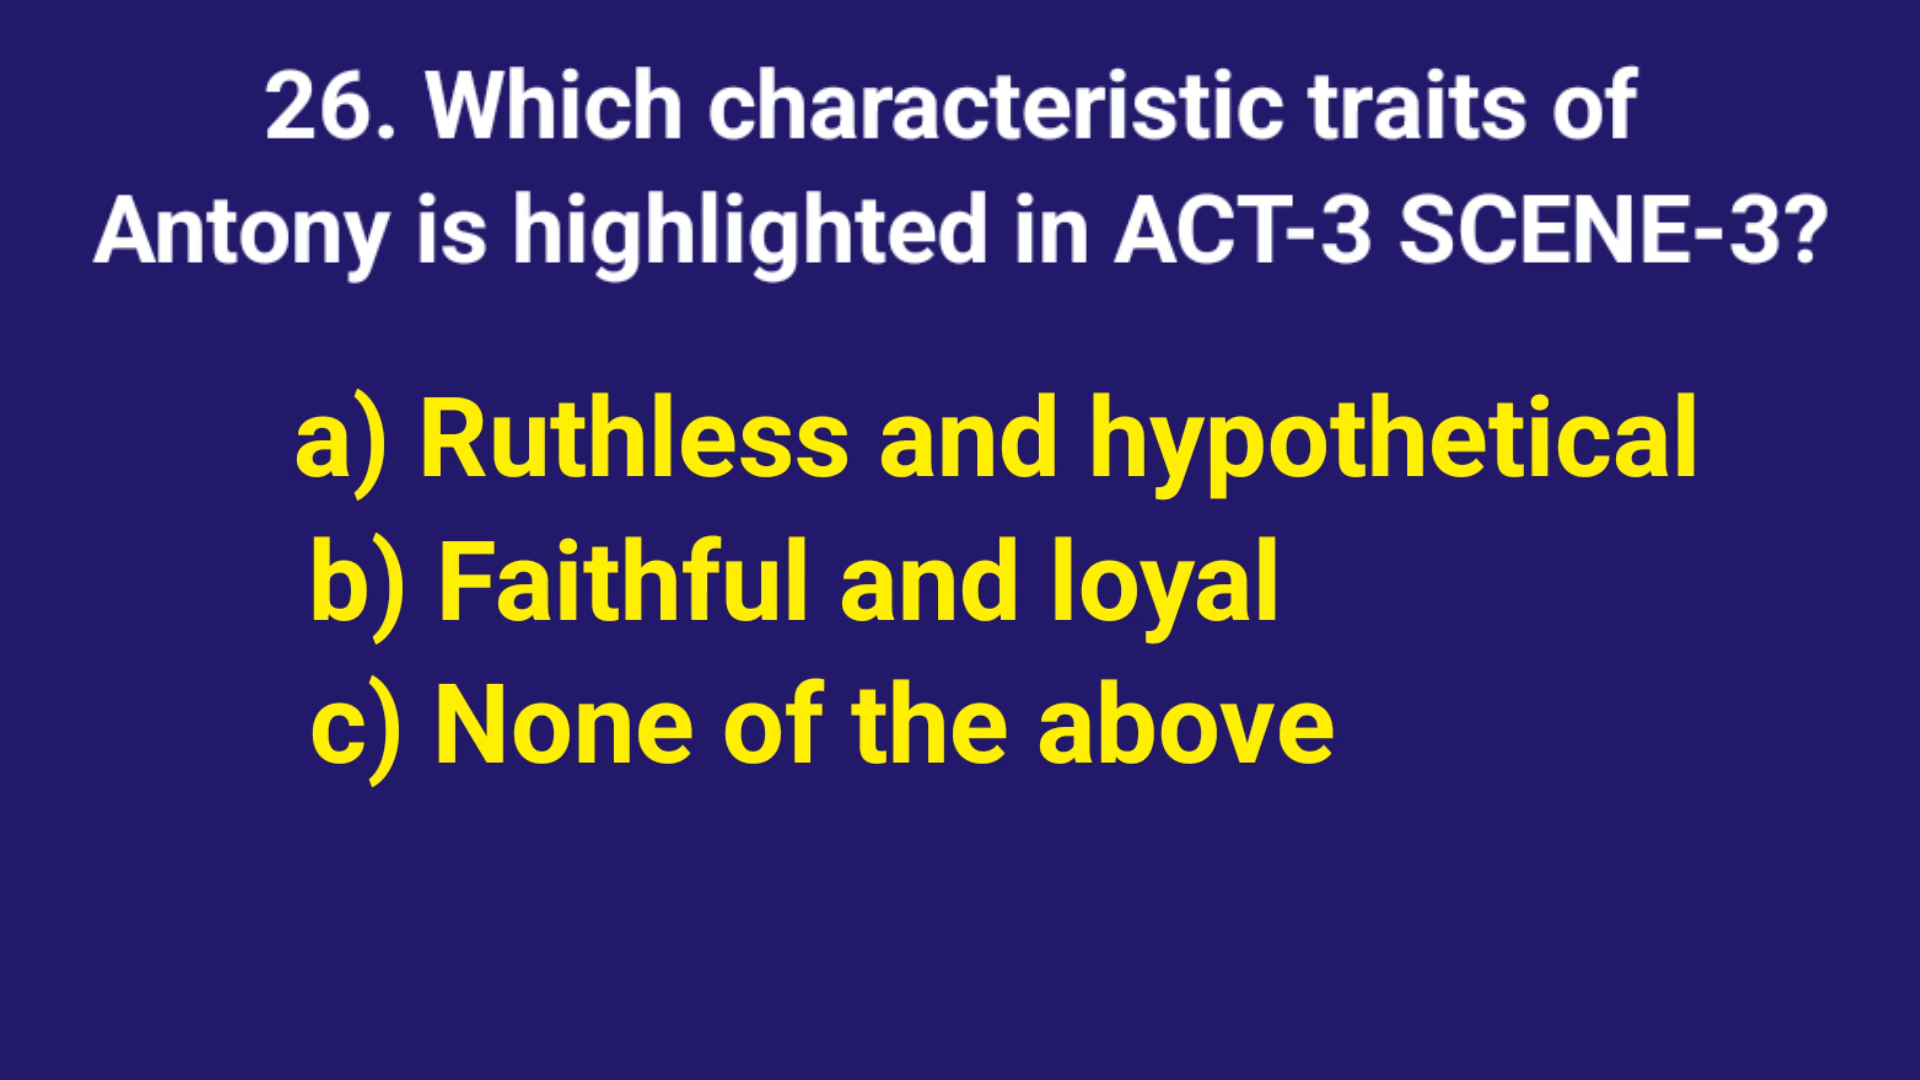 26. Which characteristic traits of
Antony is highlighted in ACT-3 SCENE-3?
a) Ruthless and hypothetical
b) Faithful and loyal
c) None of the above